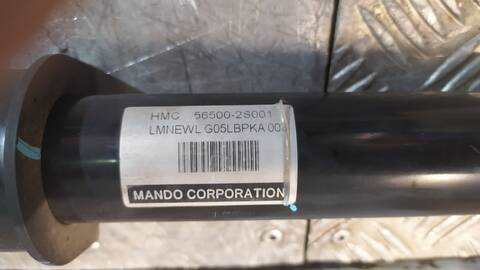 HMC 56500-2S001
LMNEWL G05LBPKA 003
MANDO CORPORATION